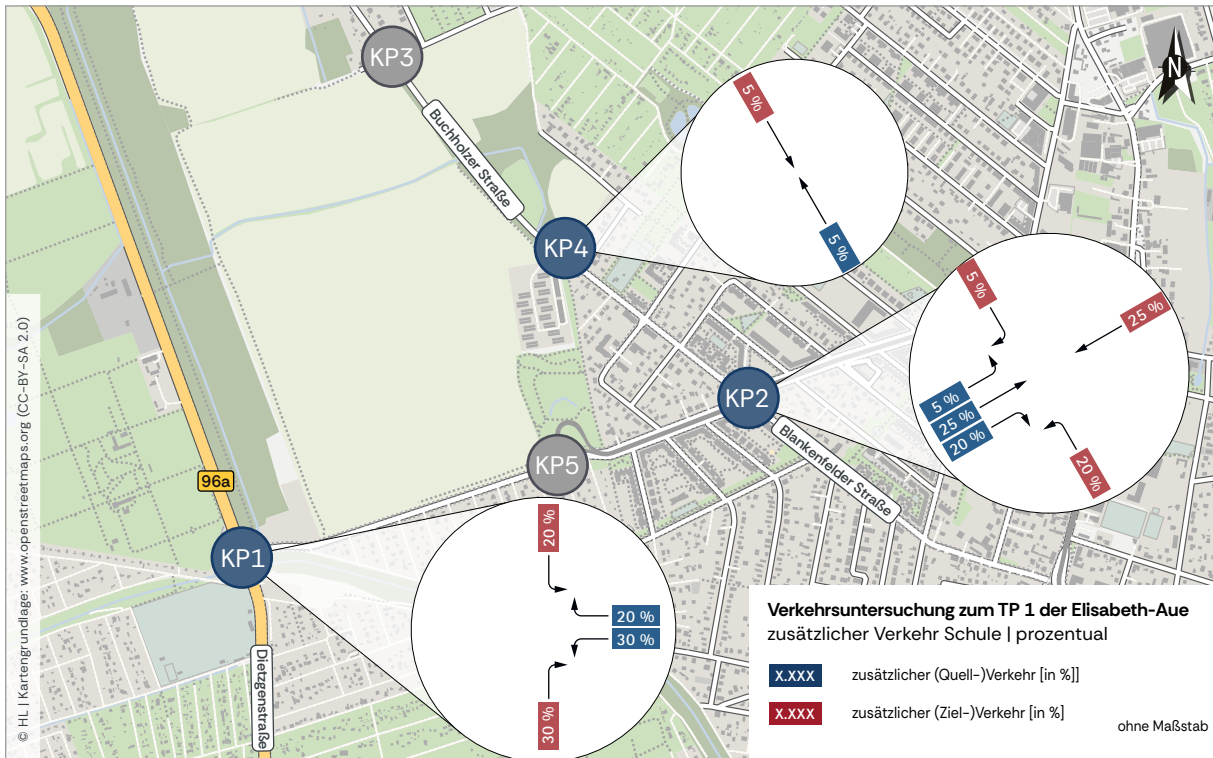 KP3
N
5 %
Buchholzer Straße
KP4
5 %
5 %
25 %
5 %
25 %
20 %
20 %
KP2
Blankenfelder Straße
KP5
96a
KP1
20 %
20 %
30 %
30 %
Dietzgenstraße
© HL | Kartengrundlage: www.openstreetmaps.org (CC-BY-SA 2.0)
Verkehrsuntersuchung zum TP 1 der Elisabeth-Aue
zusätzlicher Verkehr Schule | prozentual
X.XXX zusätzlicher (Quell-)Verkehr [in %]]
X.XXX zusätzlicher (Ziel-)Verkehr [in %]
ohne Maßstab